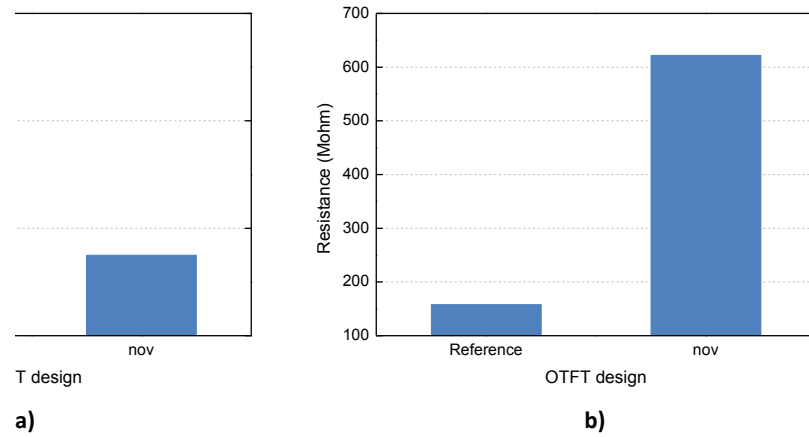 nov
T design
a)
700
600
500
400
300
200
100
Resistance (Mohm)
Reference nov
OTFT design
b)